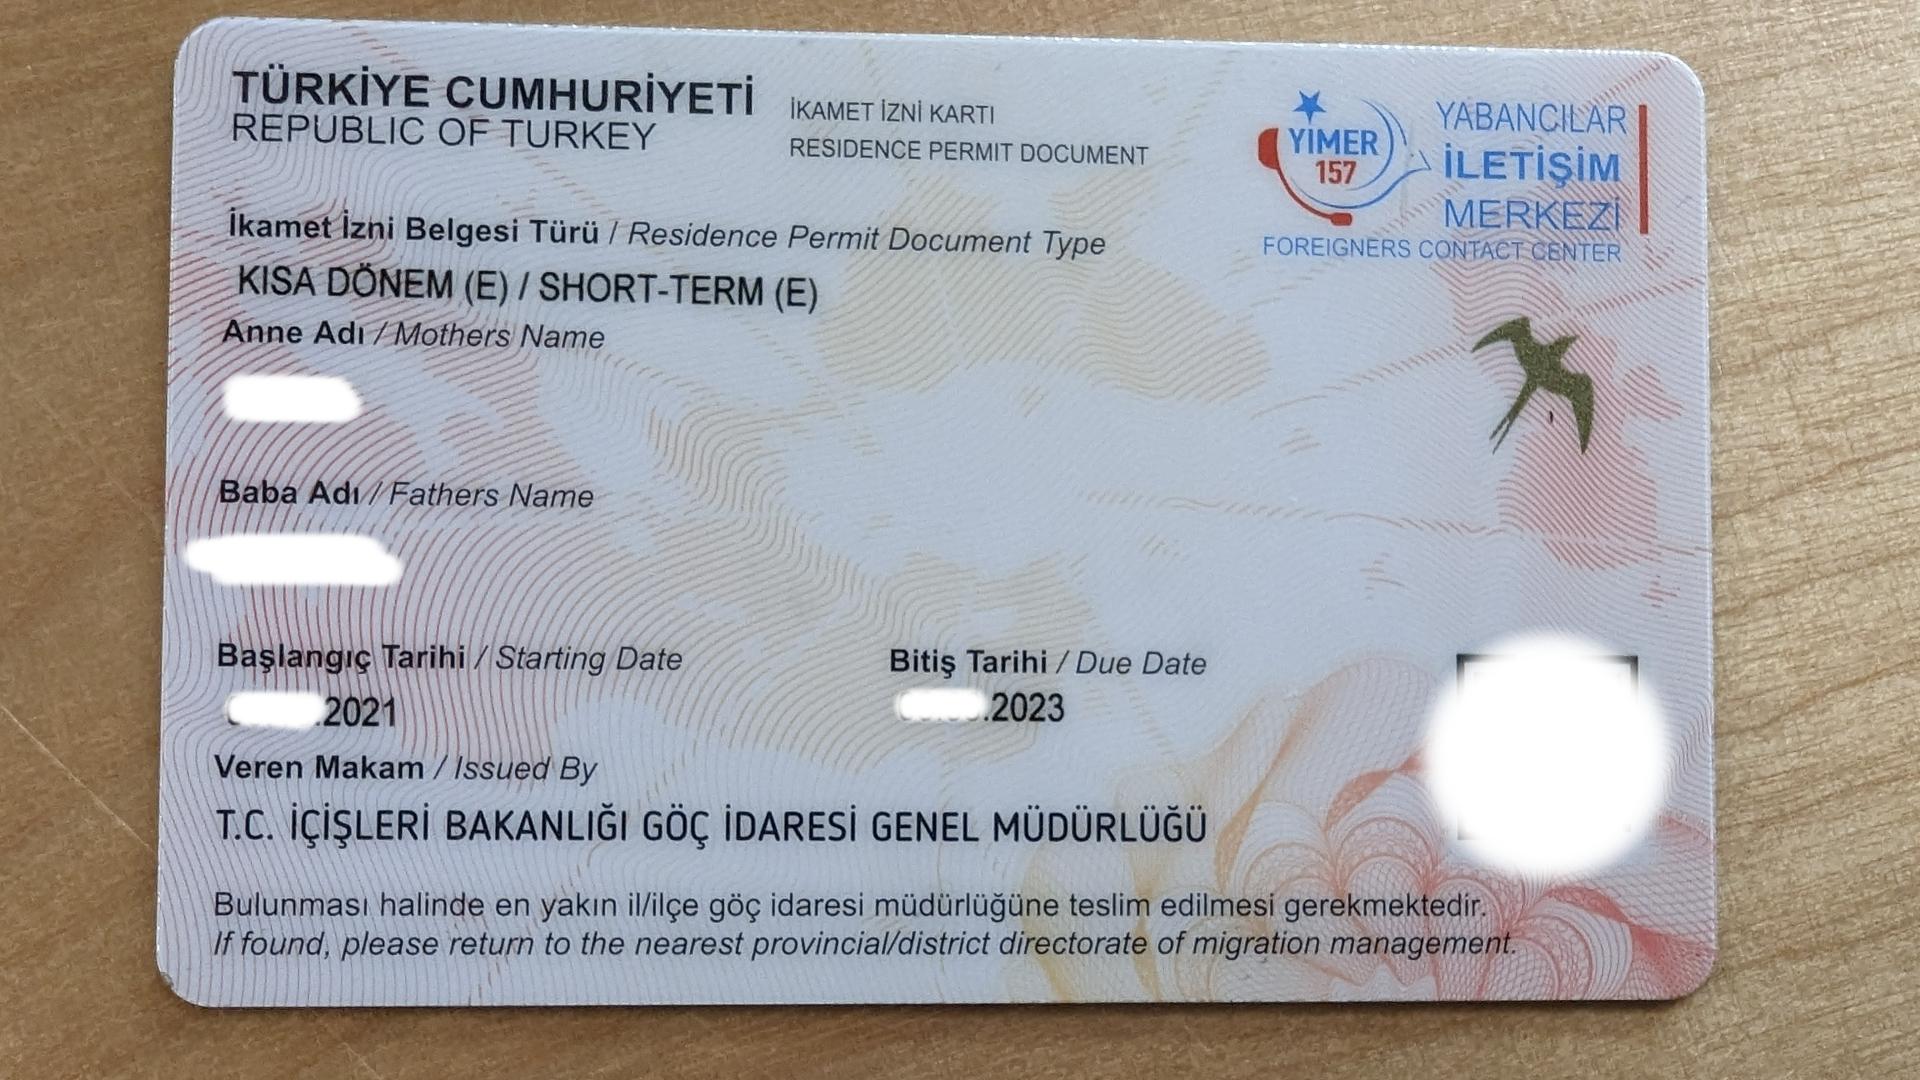 TÜRKİYE CUMHURİYETİ
REPUBLIC OF TURKEY
İKAMET İZNİ KARTI
RESIDENCE PERMIT DOCUMENT
YİMER
157
YABANCILAR
İLETİŞİM
MERKEZİ
FOREIGNERS CONTACT CENTER
İkamet İzni Belgesi Türü / Residence Permit Document Type
KISA DÖNEM (E) / SHORT-TERM (E)
Anne Adı / Mothers Name
Baba Adı / Fathers Name
Başlangıç Tarihi / Starting Date
.2021
Bitiş Tarihi / Due Date
.2023
Veren Makam / Issued By
T.C. İÇİŞLERİ BAKANLIĞI GÖÇ İDARESİ GENEL MÜDÜRLÜĞÜ
Bulunması halinde en yakın il/ilçe göç idaresi müdürlüğüne teslim edilmesi gerekmektedir.
If found, please return to the nearest provincial/district directorate of migration management.